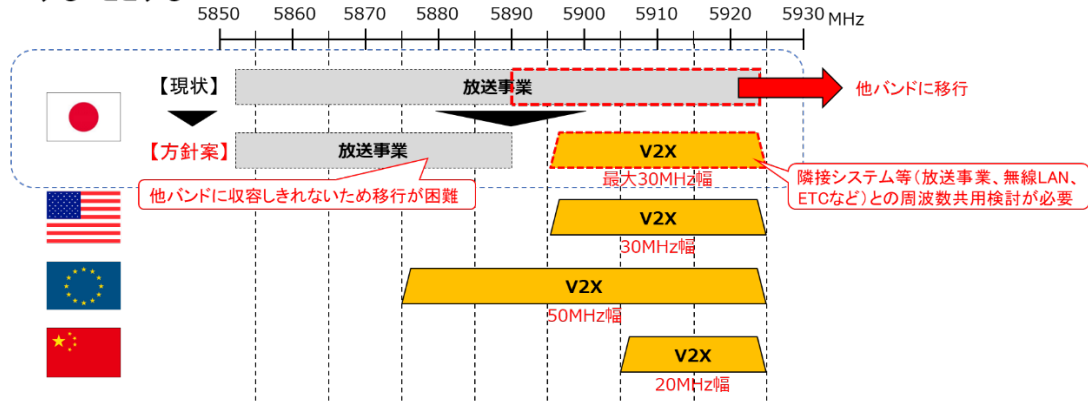 5850 5860 5870 5880 5890 5900 5910 5920 5930 MHz
【現状】
放送事業
他バンドに移行
【方針案】
放送事業
V2X
最大30MHz幅
他バンドに収容しきれないため移行が困難
隣接システム等(放送事業、無線LAN、
ETCなど)との周波数共用検討が必要
V2X
30MHz幅
V2X
50MHz幅
V2X
20MHz幅